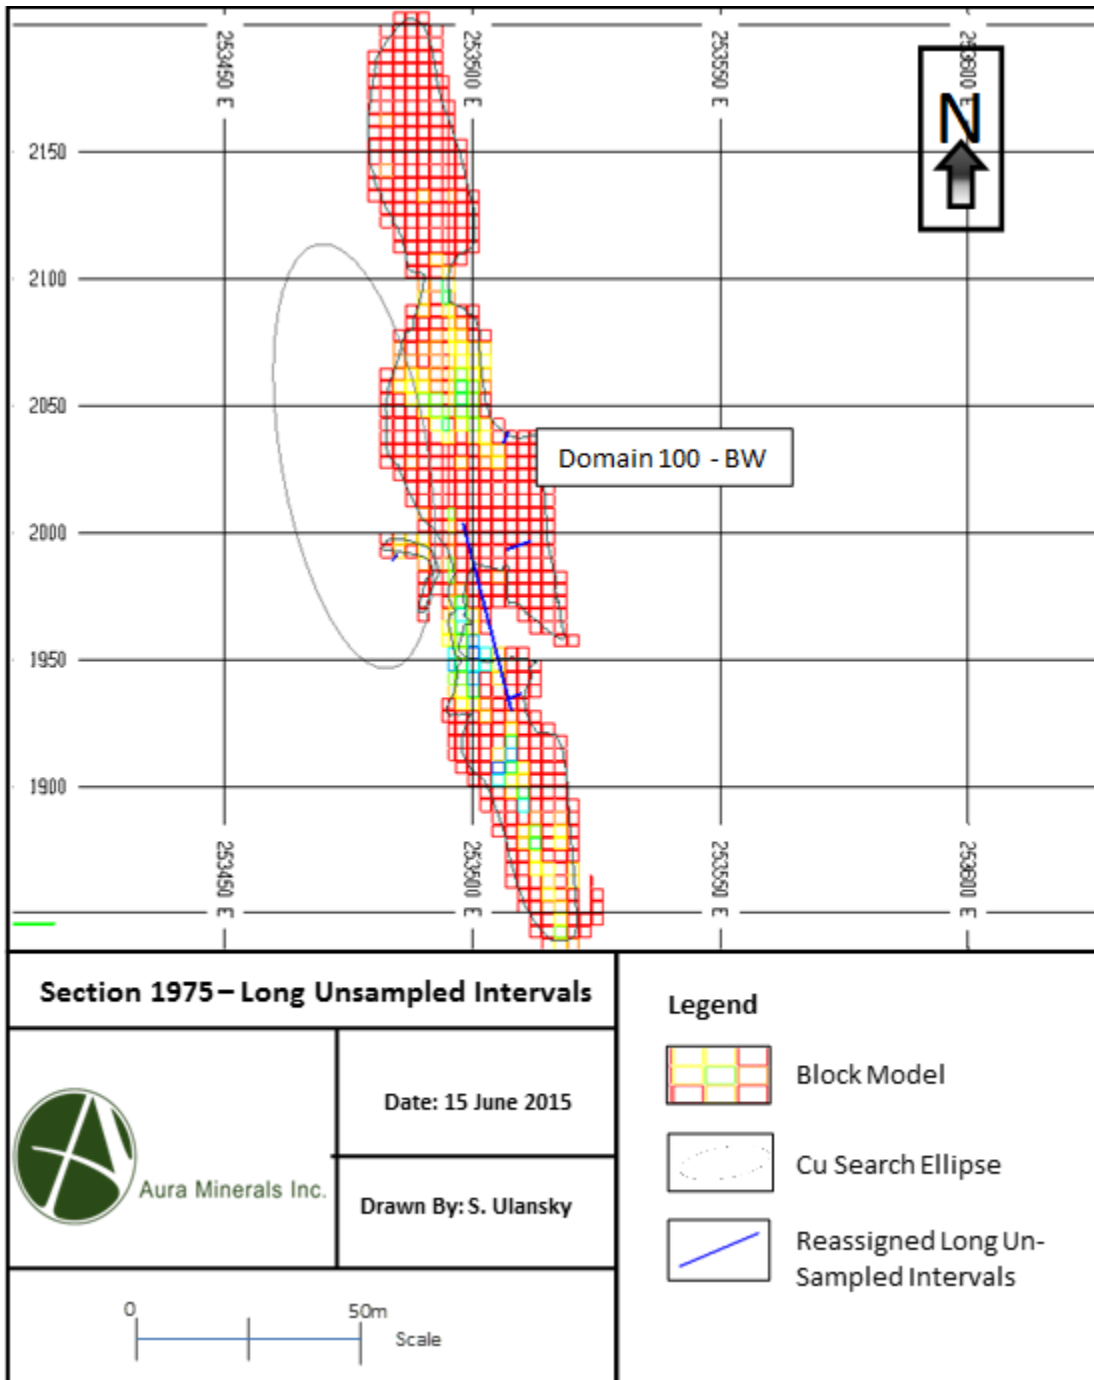 253450 E
253500 E
253550 E
253600 E
N
2150
2100
2050
Domain 100 - BW
2000
1950
1900
253450 E
253500 E
253550 E
253600 E
Section 1975 – Long Unsampled Intervals
Aura Minerals Inc.
Date: 15 June 2015
Drawn By: S. Ulansky
0
50m
Scale
Legend
Block Model
Cu Search Ellipse
Reassigned Long Un-
Sampled Intervals